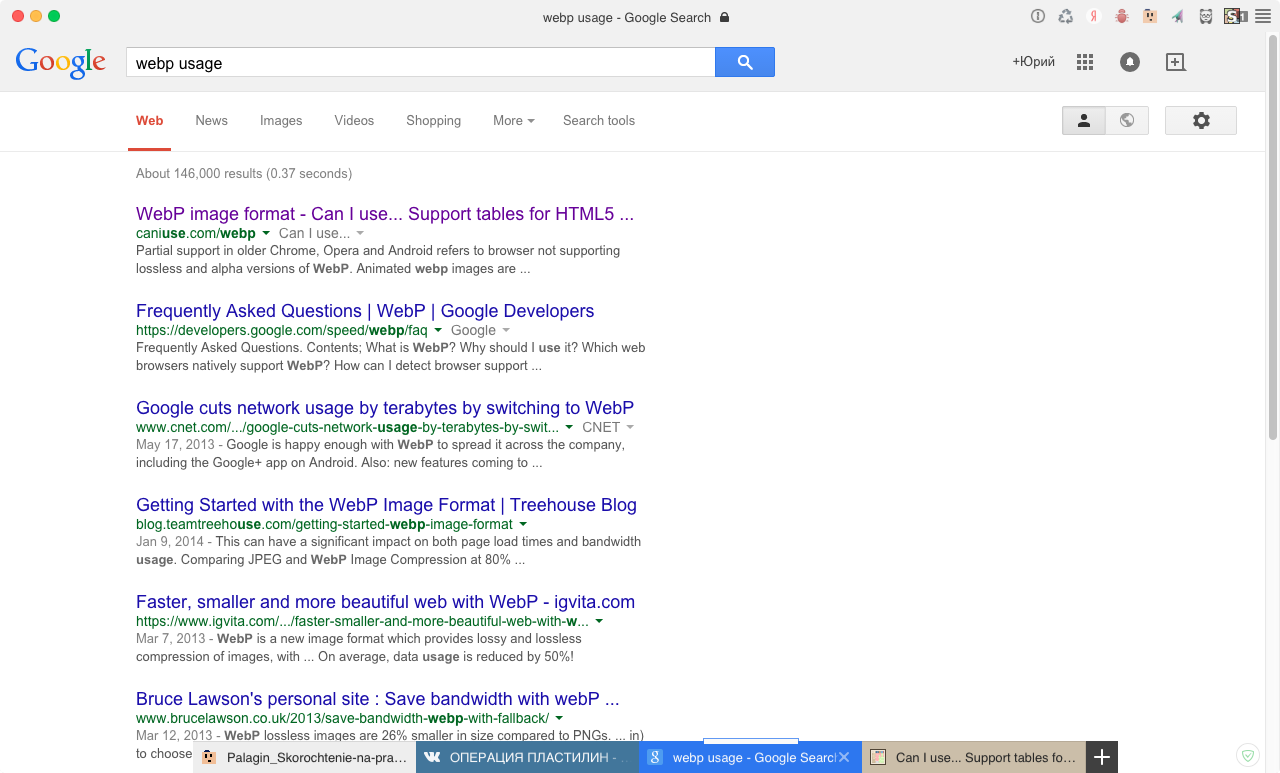 webp usage - Google Search
Google
webp usage
+Юрий
Web
News
Images
Videos
Shopping
More
Search tools
About 146,000 results (0.37 seconds)
WebP image format - Can I use... Support tables for HTML5 ...
caniuse.com/webp Can I use...
Partial support in older Chrome, Opera and Android refers to browser not supporting
lossless and alpha versions of WebP. Animated webp images are ...
Frequently Asked Questions | WebP | Google Developers
https://developers.google.com/speed/webp/faq Google
Frequently Asked Questions. Contents; What is WebP? Why should I use it? Which web
browsers natively support WebP? How can I detect browser support ...
Google cuts network usage by terabytes by switching to WebP
www.cnet.com/.../google-cuts-network-usage-by-terabytes-by-swit... CNET
May 17, 2013 - Google is happy enough with WebP to spread it across the company,
including the Google+ app on Android. Also: new features coming to ...
Getting Started with the WebP Image Format | Treehouse Blog
blog.teamtreehouse.com/getting-started-webp-image-format
Jan 9, 2014 - This can have a significant impact on both page load times and bandwidth
usage. Comparing JPEG and WebP Image Compression at 80% ...
Faster, smaller and more beautiful web with WebP - igvita.com
https://www.igvita.com/.../faster-smaller-and-more-beautiful-web-with-w...
Mar 7, 2013 - WebP is a new image format which provides lossy and lossless
compression of images, with ... On average, data usage is reduced by 50%!
Bruce Lawson's personal site : Save bandwidth with webP ...
www.brucelawson.co.uk/2013/save-bandwidth-webp-with-fallback/
Mar 12, 2013 - WebP lossless images are 26% smaller in size compared to PNGs. ... in)
to choose
Palagin_Skorochtenie-na-pra...
ОПЕРАЦИЯ ПЛАСТИЛИН - ...
webp usage - Google Search
Can I use... Support tables fo...